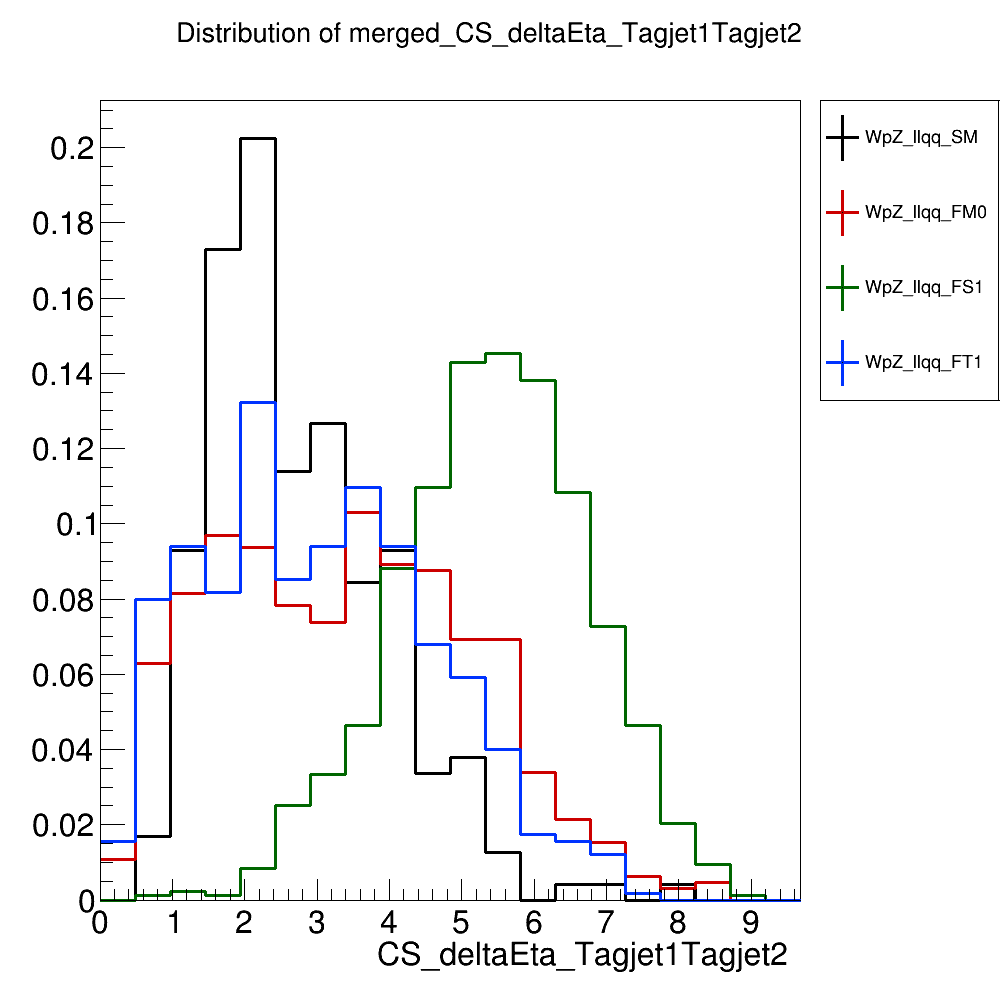 Distribution of merged_CS_deltaEta_Tagjet1Tagjet2
WpZ_llqq_SM
WpZ_llqq_FM0
WpZ_llqq_FS1
WpZ_llqq_FT1
0.2
0.18
0.16
0.14
0.12
0.1
0.08
0.06
0.04
0.02
0
0 1 2 3 4 5 6 7 8 9
CS_deltaEta_Tagjet1Tagjet2